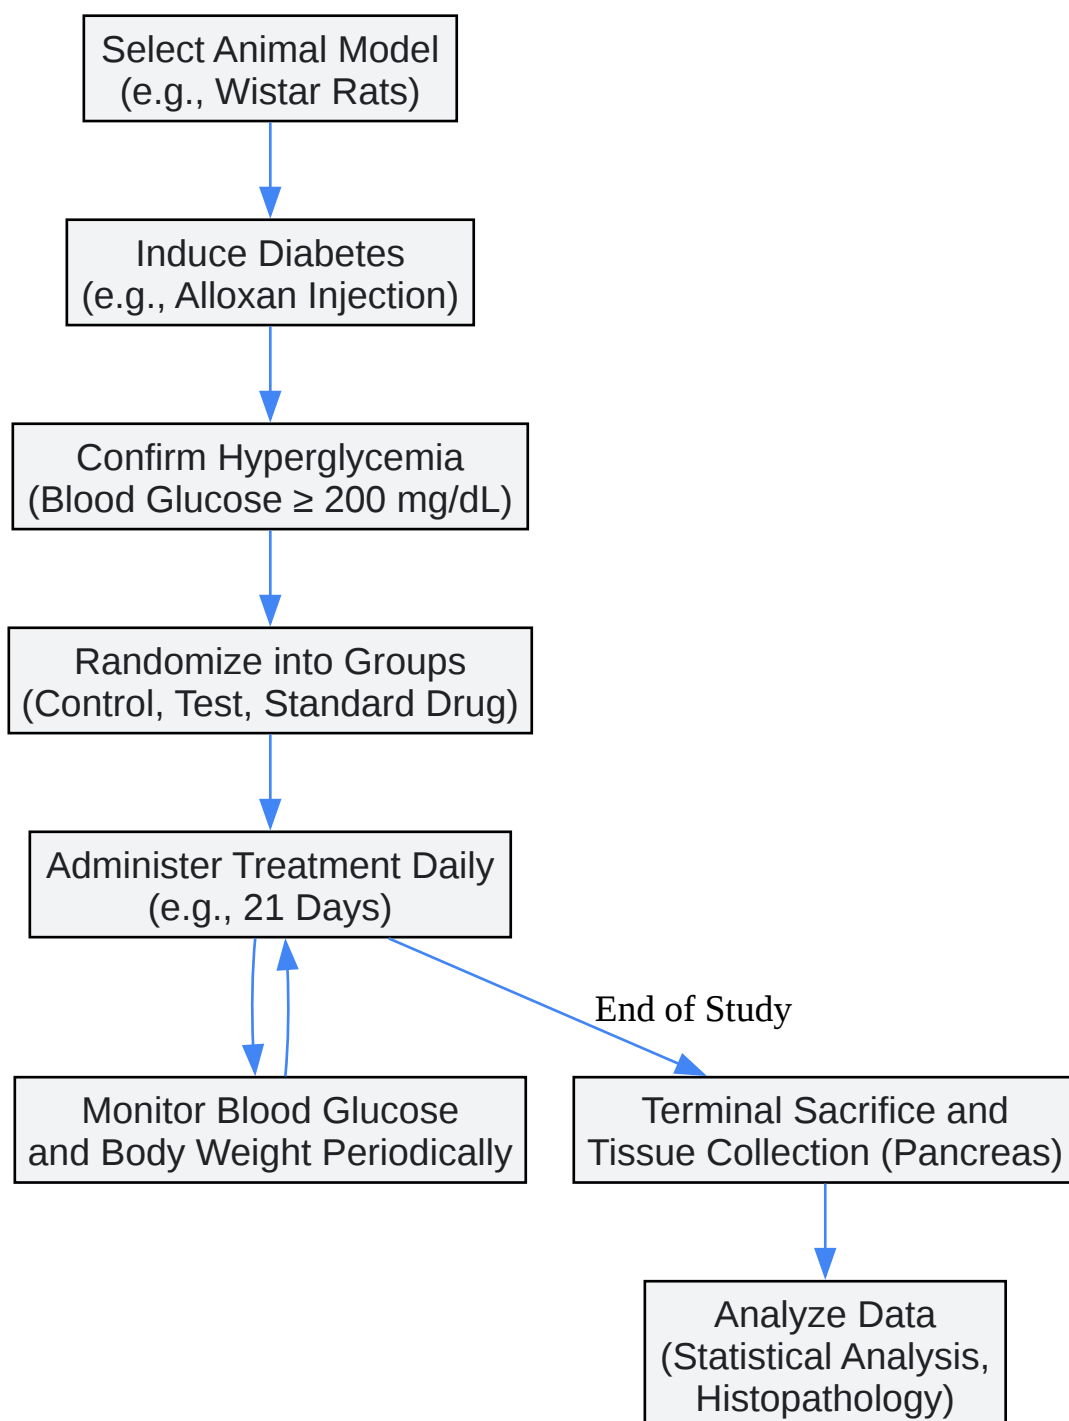 Select Animal Model
(e.g., Wistar Rats)
Induce Diabetes
(e.g., Alloxan Injection)
Confirm Hyperglycemia
(Blood Glucose ≥ 200 mg/dL)
Randomize into Groups
(Control, Test, Standard Drug)
Administer Treatment Daily
(e.g., 21 Days)
End of Study
Monitor Blood Glucose
and Body Weight Periodically
Terminal Sacrifice and
Tissue Collection (Pancreas)
Analyze Data
(Statistical Analysis,
Histopathology)